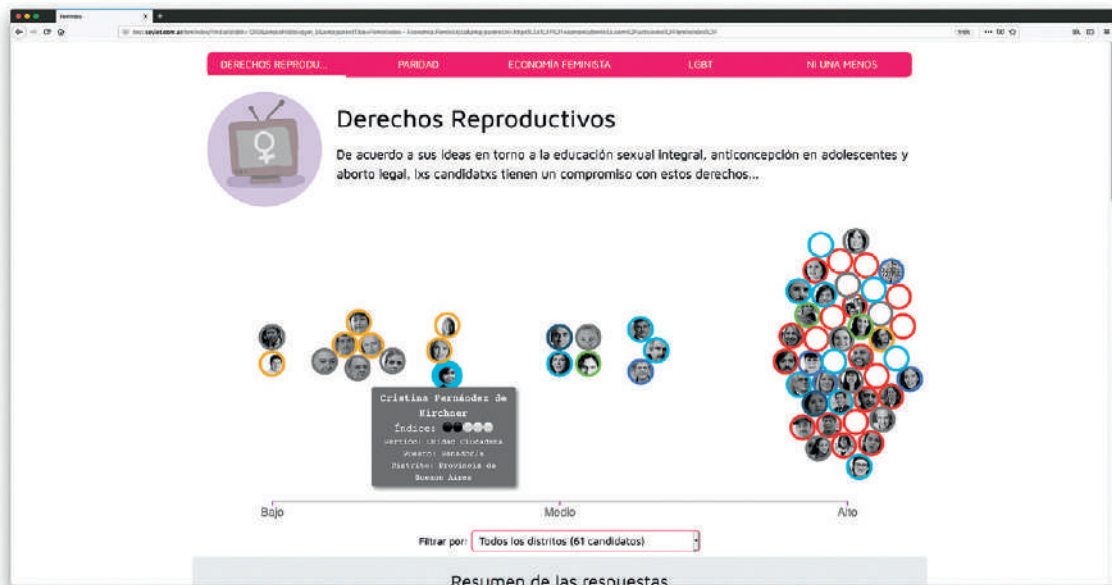 Feminindex
DERECHOS REPRODU...
PARIDAD
ECONOMÍA FEMINISTA
LGBT
NI UNA MENOS
Derechos Reproductivos
De acuerdo a sus ideas en torno a la educación sexual integral, anticoncepción en adolescentes y
aborto legal, lxs candidatxs tienen un compromiso con estos derechos...
Cristina Fernández de
Kirchner
Índice:
Partido: Unidad Ciudadana
Puesto: Senador/a
Distrito: Provincia de
Buenos Aires
Bajo
Medio
Alto
Filtrar por: Todos los distritos (61 candidatos)
Resumen de las respuestas